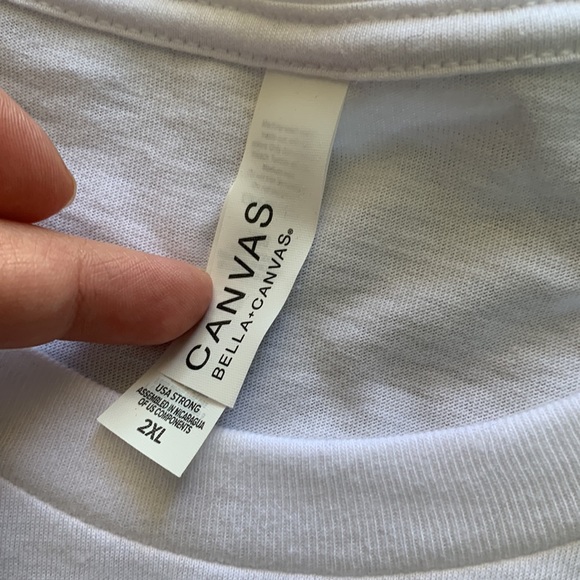 CANVAS
BELLA+CANVAS®
USA STRONG
ASSEMBLED IN NICARAGUA
OF US COMPONENTS
2XL